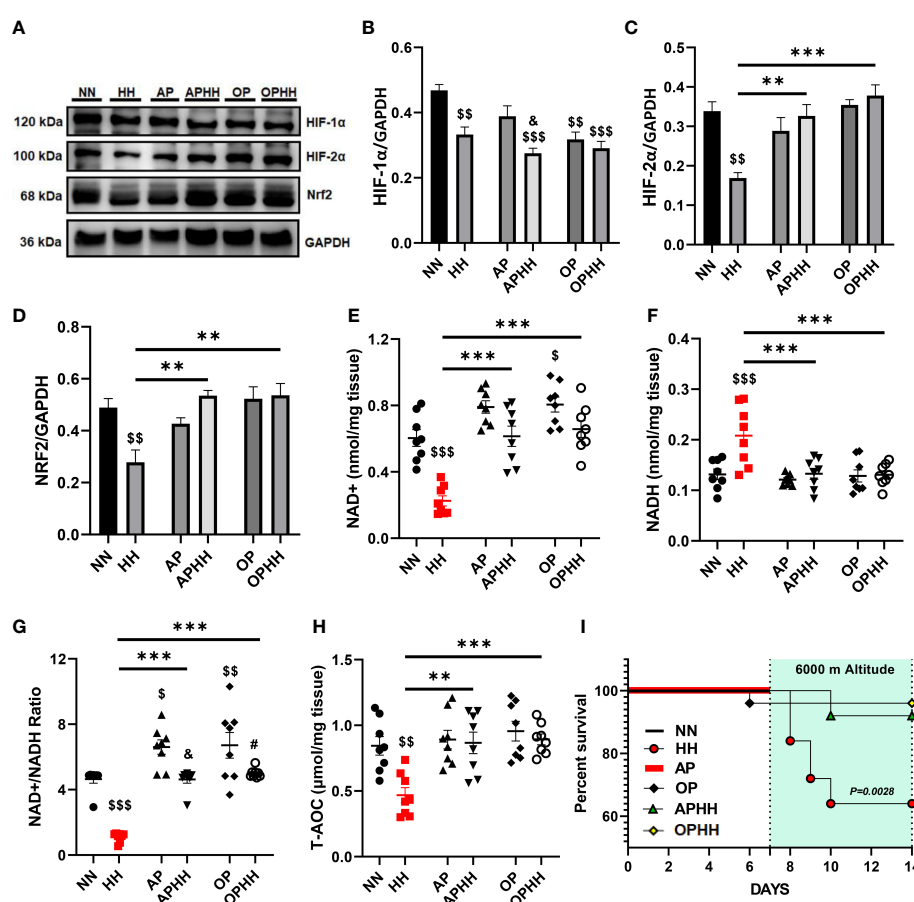 A
NN HH AP APHH OP OPHH
120 kDa HIF-1α
100 kDa HIF-2α
68 kDa Nrf2
36 kDa GAPDH
B
HIF-1α/GAPDH
0.6
0.4
0.2
0.0
$$
&
$$$
$$
$$$
NN HH AP APHH OP OPHH
C
HIF-2α/GAPDH
0.5
0.4
0.3
0.2
0.1
0.0
***
**
$$
NN HH AP APHH OP OPHH
D
NRF2/GAPDH
0.8
0.6
0.4
0.2
0.0
**
**
$$
NN HH AP APHH OP OPHH
E
NAD+ (nmol/mg tissue)
1.2
0.8
0.4
0.0
***
***
$
$$$
NN HH AP APHH OP OPHH
F
NADH (nmol/mg tissue)
0.4
0.3
0.2
0.1
0.0
***
***
$$$
NN HH AP APHH OP OPHH
G
NAD+/NADH Ratio
12
8
4
0
***
***
$$
$
&
#
$$$
NN HH AP APHH OP OPHH
H
T-AOC (µmol/mg tissue)
1.5
1.0
0.5
0.0
***
**
$$
NN HH AP APHH OP OPHH
I
Percent survival
100
80
60
6000 m Altitude
NN
HH
AP
OP
APHH
OPHH
P=0.0028
0 2 4 6 8 10 12 14
DAYS